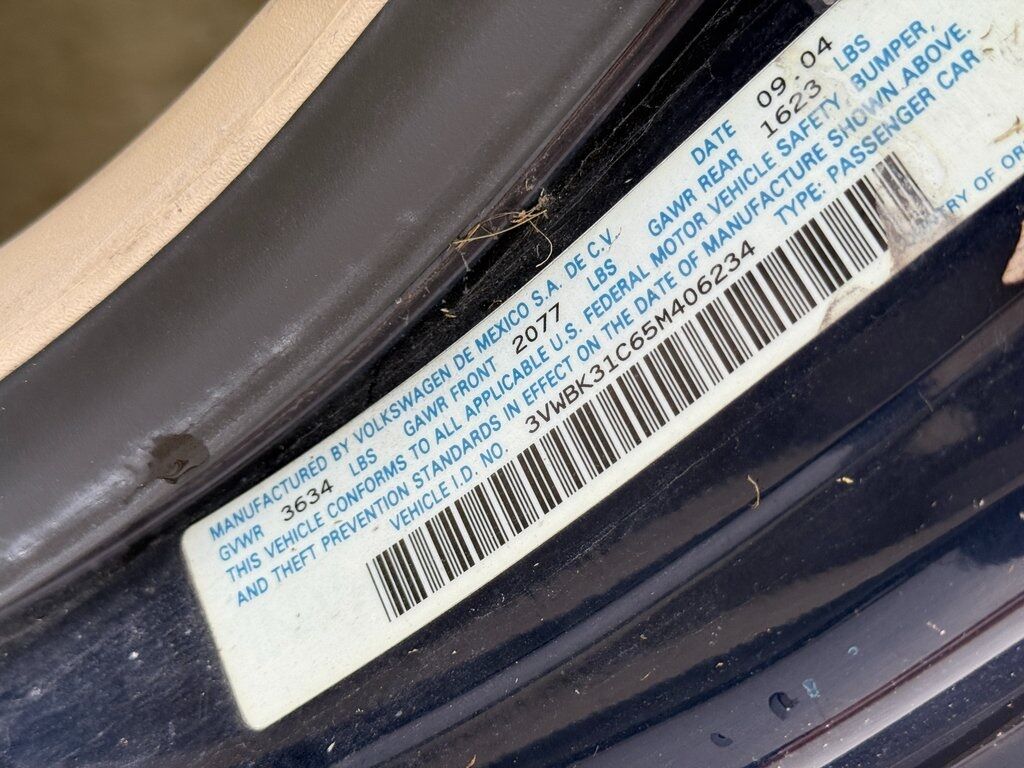 MANUFACTURED BY VOLKSWAGEN DE MEXICO S.A. DE C.V. DATE 09.04
GVWR 3634 LBS GAWR FRONT 2077 LBS GAWR REAR 1623 LBS
THIS VEHICLE CONFORMS TO ALL APPLICABLE U.S. FEDERAL MOTOR VEHICLE SAFETY, BUMPER,
AND THEFT PREVENTION STANDARDS IN EFFECT ON THE DATE OF MANUFACTURE SHOWN ABOVE.
VEHICLE I.D. NO. 3VWBK31C65M406234 TYPE: PASSENGER CAR
OF